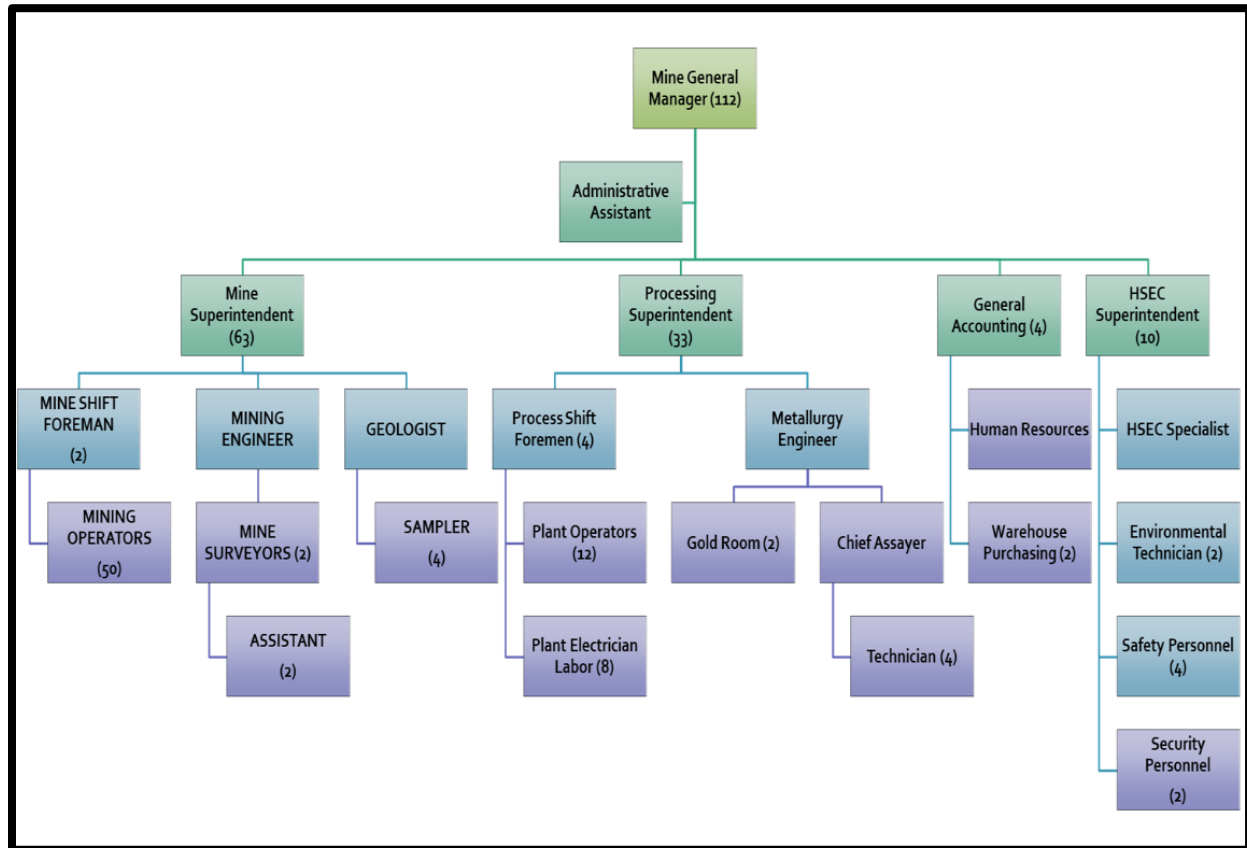 Mine General
Manager (112)
Administrative
Assistant
Mine
Superintendent
(63)
Processing
Superintendent
(33)
General
Accounting (4)
HSEC
Superintendent
(10)
MINE SHIFT
FOREMAN
(2)
MINING
ENGINEER
GEOLOGIST
Process Shift
Foremen (4)
Metallurgy
Engineer
Human Resources
HSEC Specialist
MINING
OPERATORS
(50)
MINE
SURVEYORS (2)
SAMPLER
(4)
Plant Operators
(12)
Gold Room (2)
Chief Assayer
Warehouse
Purchasing (2)
Environmental
Technician (2)
ASSISTANT
(2)
Plant Electrician
Labor (8)
Technician (4)
Safety Personnel
(4)
Security
Personnel
(2)